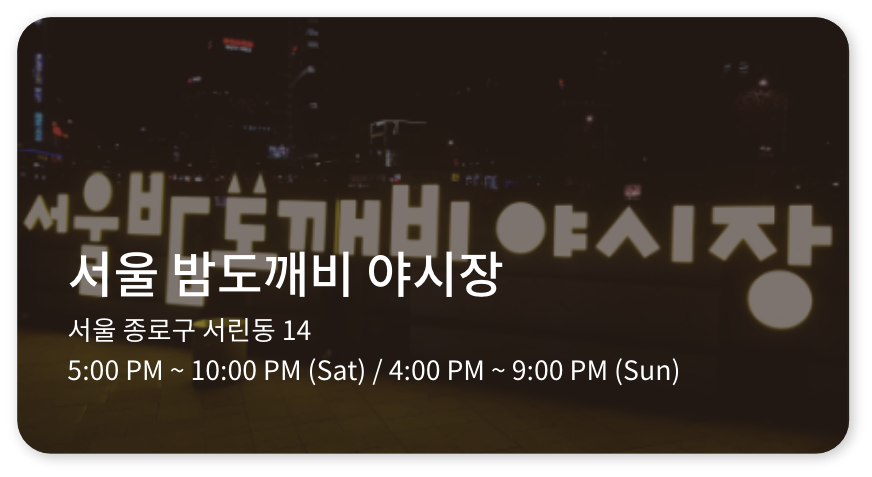 서울밤도깨비 야시장
서울 밤도깨비 야시장
서울 종로구 서린동 14
5:00 PM ~ 10:00 PM (Sat) / 4:00 PM ~ 9:00 PM (Sun)